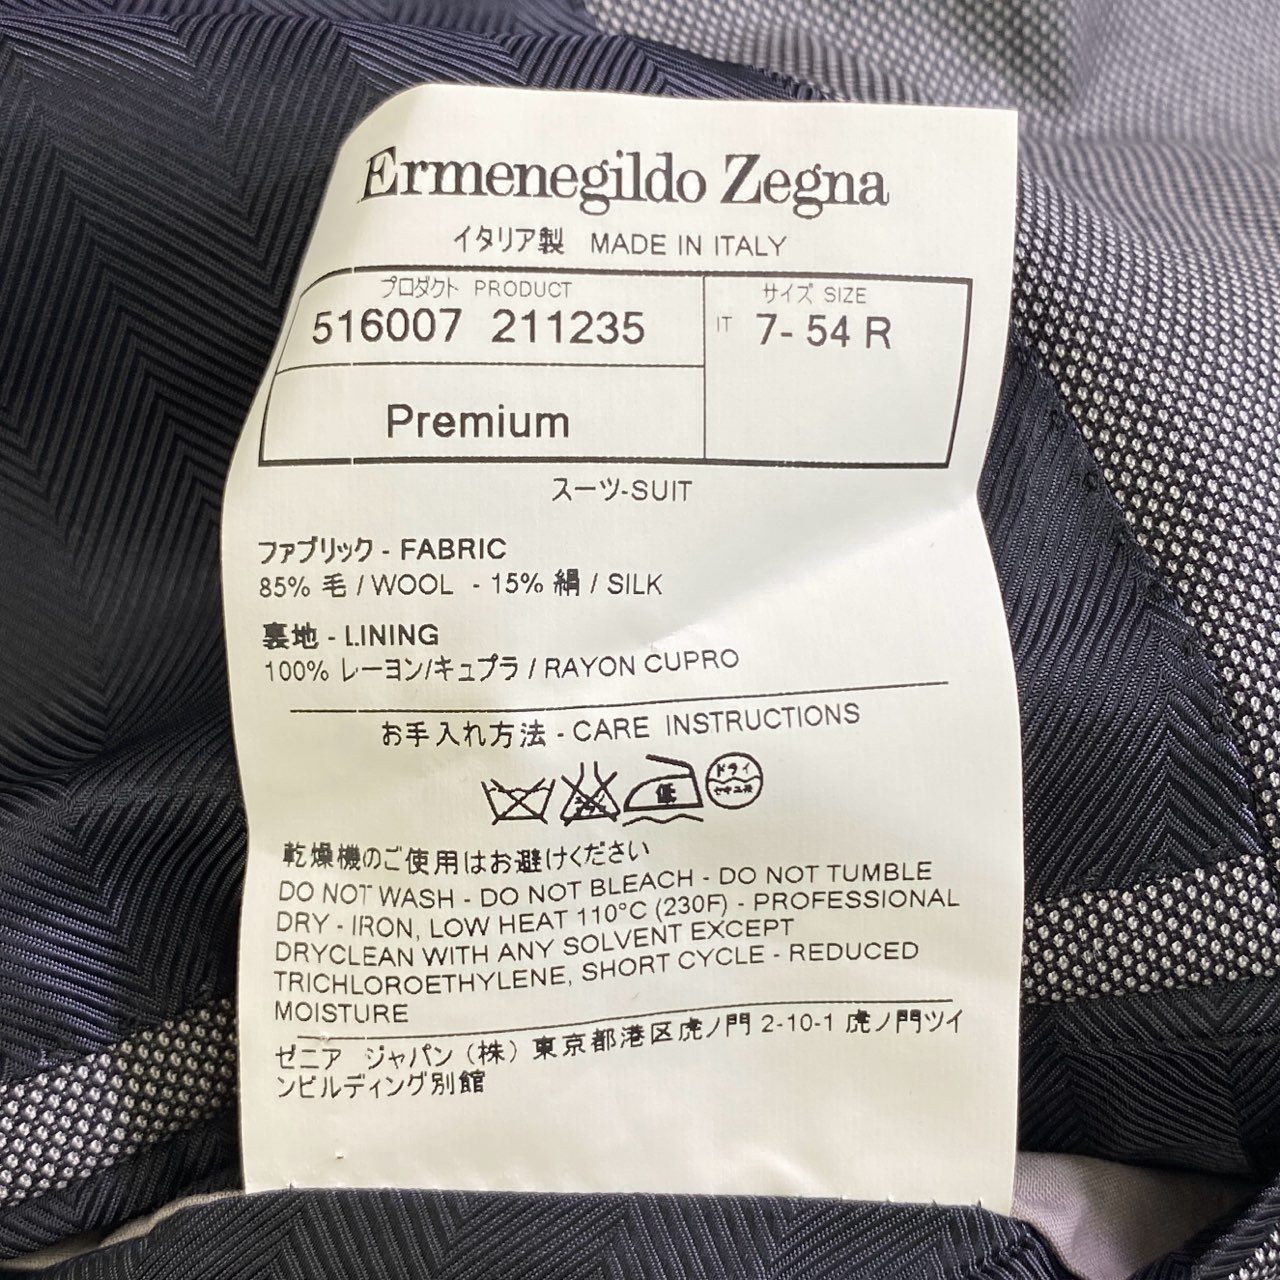 Ermenegildo Zegna
イタリア製 MADE IN ITALY
プロダクト PRODUCT
516007 211235
サイズ SIZE
IT 7- 54 R
Premium
スーツ-SUIT
ファブリック - FABRIC
85% 毛 / WOOL - 15% 絹 / SILK
裏地 - LINING
100% レーヨン/キュプラ / RAYON CUPRO
お手入れ方法 - CARE INSTRUCTIONS
低 ドライ
乾燥機のご使用はお避けください
DO NOT WASH - DO NOT BLEACH - DO NOT TUMBLE
DRY - IRON, LOW HEAT 110°C (230F) - PROFESSIONAL
DRYCLEAN WITH ANY SOLVENT EXCEPT
TRICHLOROETHYLENE, SHORT CYCLE - REDUCED
MOISTURE
ゼニア ジャパン（株）東京都港区虎ノ門 2-10-1 虎ノ門ツイ
ンビルディング別館